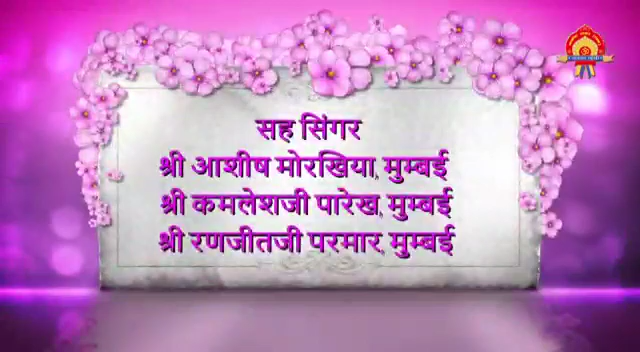 सह सिंगर
श्री आशीष मोरखिया, मुम्बई
श्री कमलेशजी पारेख, मुम्बई
श्री रणजीतजी परमार, मुम्बई